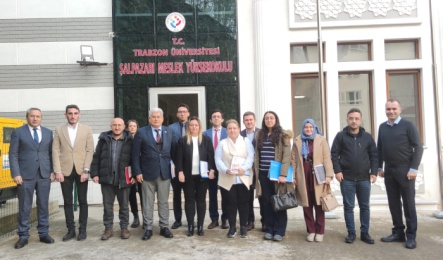 T.C.
TRABZON ÜNİVERSİTESİ
ŞALPAZARI MESLEK YÜKSEKOKULU